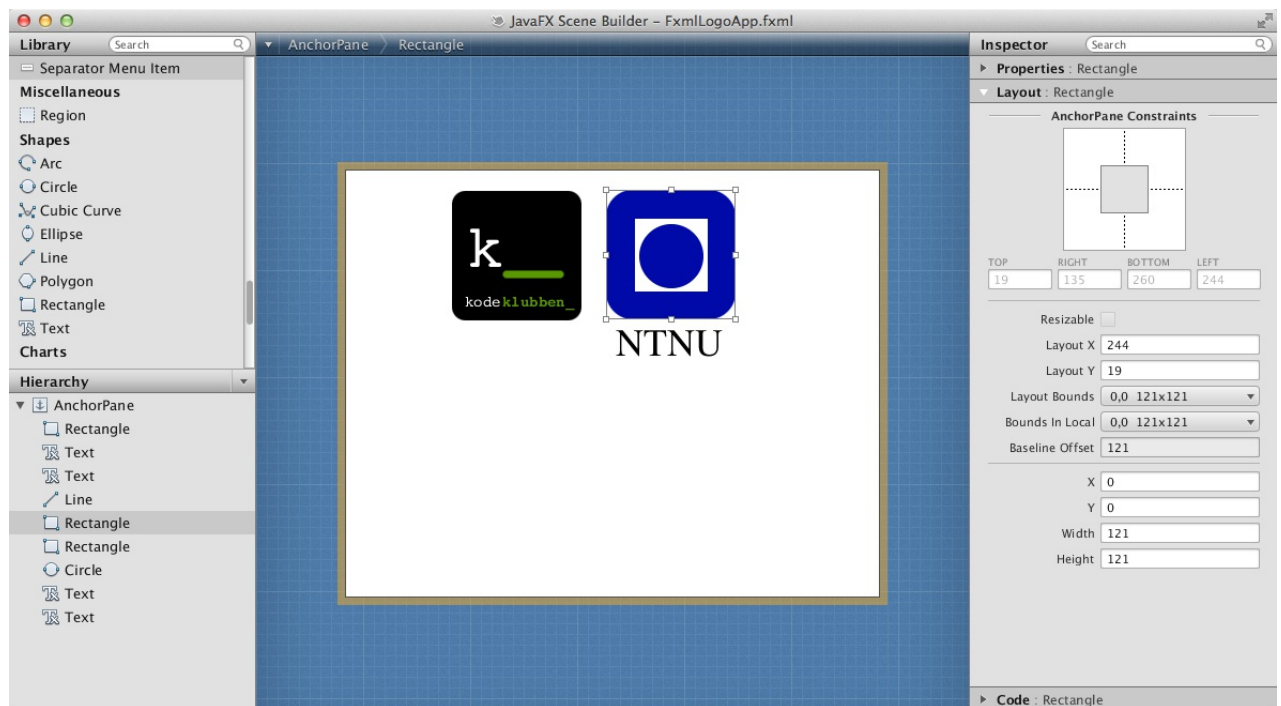 JavaFX Scene Builder – FxmlLogoApp.fxml
Library
Search
Separator Menu Item
Miscellaneous
Region
Shapes
Arc
Circle
Cubic Curve
Ellipse
Line
Polygon
Rectangle
Text
Charts
Hierarchy
AnchorPane
Rectangle
Text
Text
Line
Rectangle
Rectangle
Circle
Text
Text
AnchorPane
Rectangle
k_
kodeklubben_
NTNU
Inspector
Search
Properties : Rectangle
Layout : Rectangle
AnchorPane Constraints
TOP RIGHT BOTTOM LEFT
19 135 260 244
Resizable
Layout X 244
Layout Y 19
Layout Bounds 0,0 121x121
Bounds In Local 0,0 121x121
Baseline Offset 121
X 0
Y 0
Width 121
Height 121
Code : Rectangle